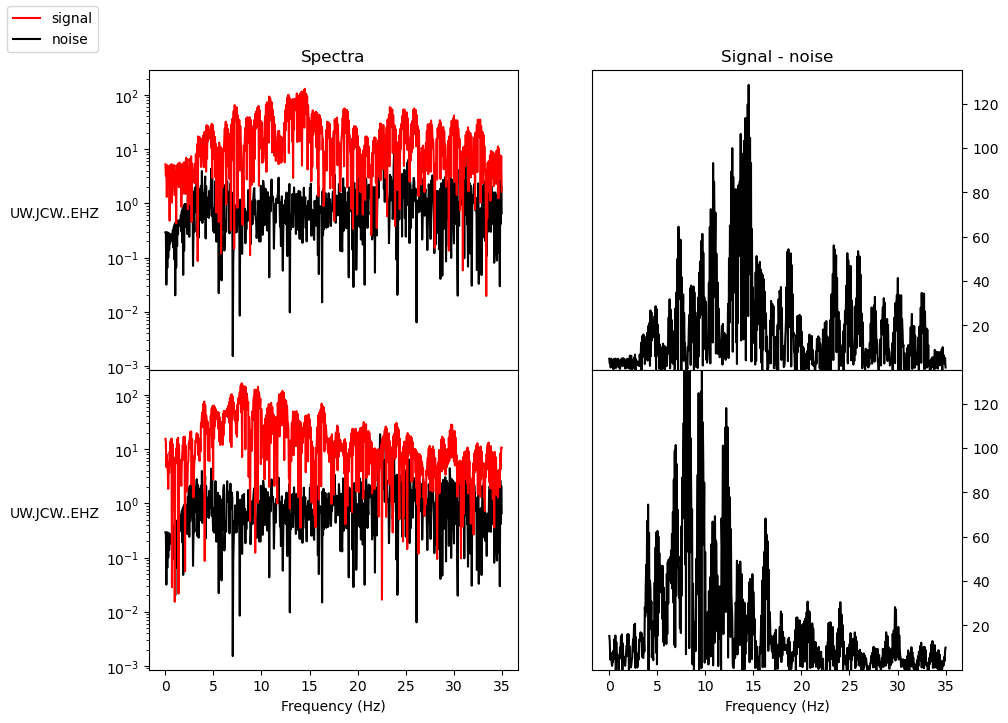 signal
noise
Spectra
Signal - noise
10²
10¹
10⁰
10⁻¹
10⁻²
10⁻³
UW.JCW..EHZ
120
100
80
60
40
20
10²
10¹
10⁰
10⁻¹
10⁻²
10⁻³
UW.JCW..EHZ
120
100
80
60
40
20
0 5 10 15 20 25 30 35
0 5 10 15 20 25 30 35
Frequency (Hz)
Frequency (Hz)